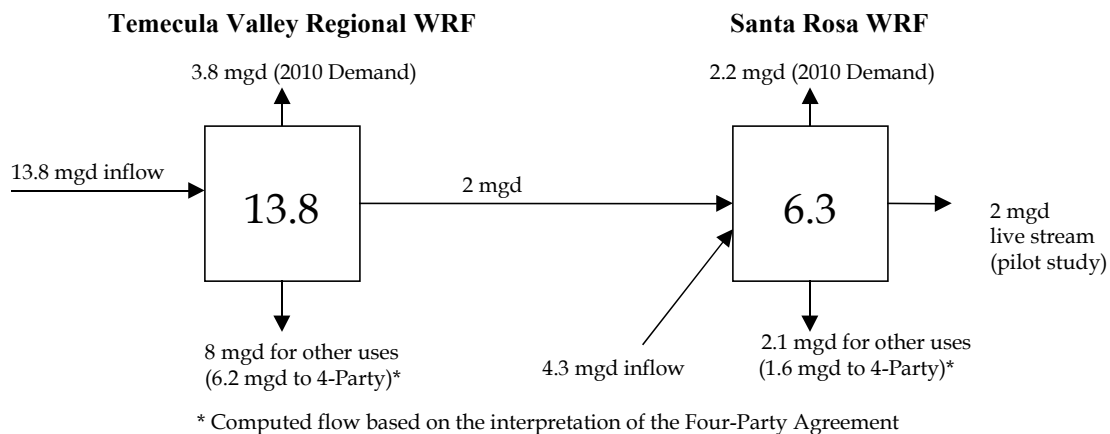 Temecula Valley Regional WRF
Santa Rosa WRF
3.8 mgd (2010 Demand)
2.2 mgd (2010 Demand)
13.8 mgd inflow
13.8
2 mgd
6.3
2 mgd
live stream
(pilot study)
8 mgd for other uses
(6.2 mgd to 4-Party)*
4.3 mgd inflow
2.1 mgd for other uses
(1.6 mgd to 4-Party)*
* Computed flow based on the interpretation of the Four-Party Agreement